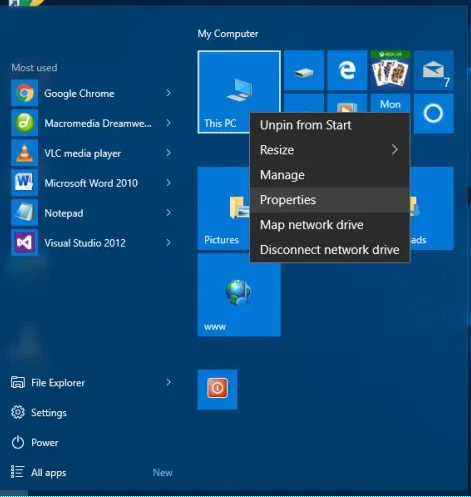 My Computer
Most used
Google Chrome
Macromedia Dreamwe...
VLC media player
Microsoft Word 2010
Notepad
Visual Studio 2012
This PC
7
Mon
Unpin from Start
Resize
Manage
Properties
Map network drive
Disconnect network drive
Pictures
ads
www
File Explorer
Settings
Power
All apps
New